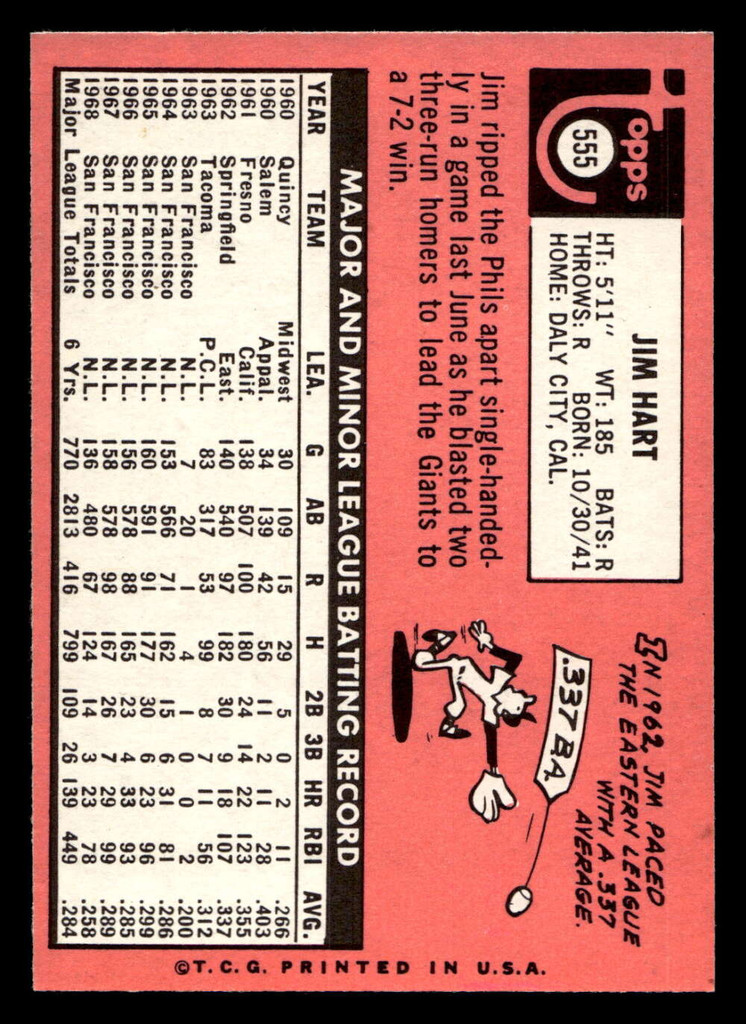 Topps
555
JIM HART
HT: 5'11" WT: 185 BATS: R
THROWS: R BORN: 10/30/41
HOME: DALY CITY, CAL.
Jim ripped the Phils apart single-handed-
ly in a game last June as he blasted two
three-run homers to lead the Giants to
a 7-2 win.
IN 1962, JIM PACED
THE EASTERN LEAGUE
WITH A .337
AVERAGE.
.337 BA
MAJOR AND MINOR LEAGUE BATTING RECORD
YEAR TEAM LEA. G AB R H 2B 3B HR RBI AVG.
1960 Quincy Midwest 30 109 15 29 5 0 2 11 .266
1960 Salem Appal. 34 139 42 56 11 2 11 28 .403
1961 Fresno Calif. 138 507 100 180 24 14 22 123 .355
1962 Springfield East. 140 540 97 182 30 9 18 107 .337
1963 Tacoma P.C.L. 83 317 53 99 8 7 11 56 .312
1963 San Francisco N.L. 7 20 1 4 1 0 0 2 .200
1964 San Francisco N.L. 153 566 71 162 15 6 31 81 .286
1965 San Francisco N.L. 160 591 91 177 30 6 23 96 .299
1966 San Francisco N.L. 156 578 88 165 23 4 33 93 .285
1967 San Francisco N.L. 158 578 98 167 26 7 29 99 .289
1968 San Francisco N.L. 136 480 67 124 14 3 23 78 .258
Major League Totals 6 Yrs. 770 2813 416 799 109 26 139 449 .284
©T.C.G. PRINTED IN U.S.A.